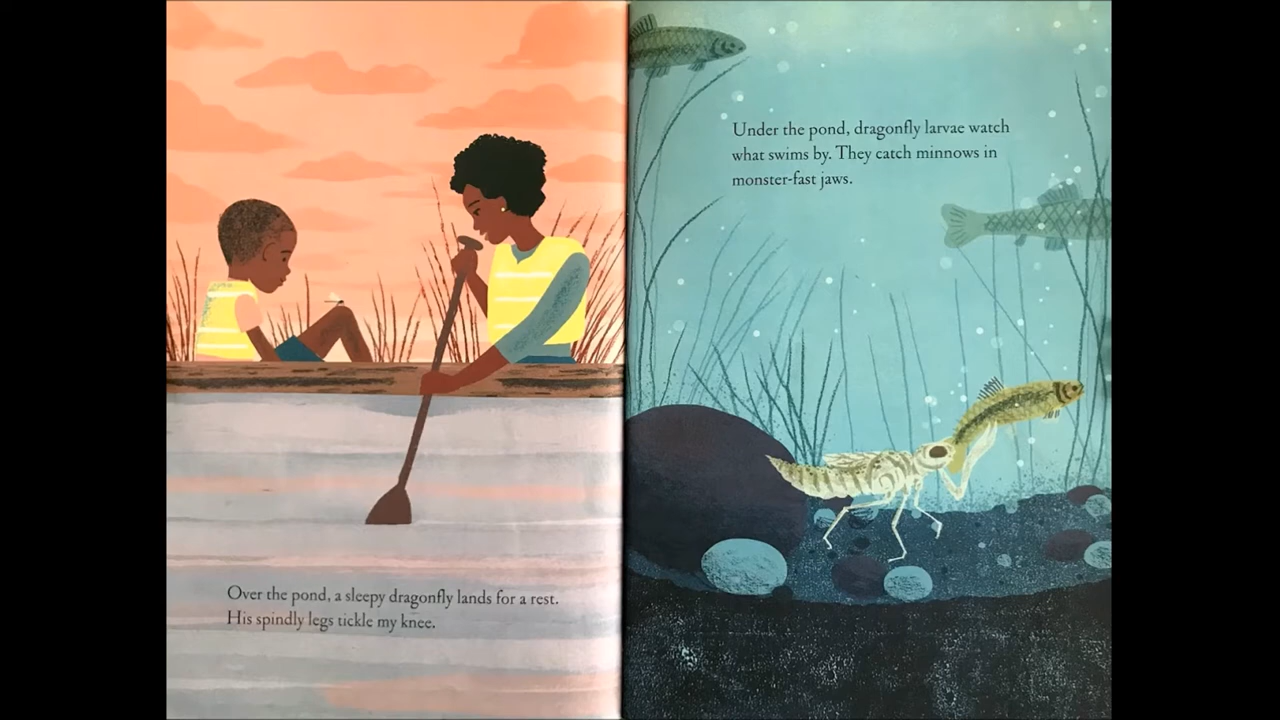 Over the pond, a sleepy dragonfly lands for a rest.
His spindly legs tickle my knee.
Under the pond, dragonfly larvae watch
what swims by. They catch minnows in
monster-fast jaws.